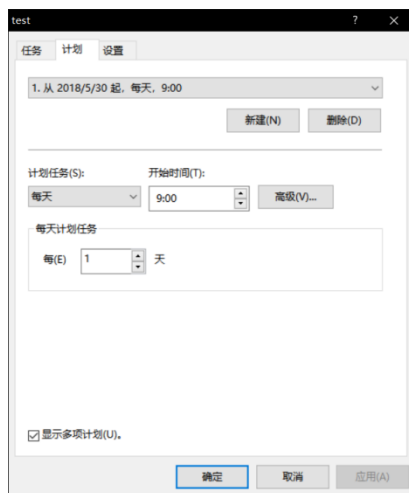 test
任务 计划 设置
1. 从 2018/5/30 起，每天，9:00
新建(N) 删除(D)
计划任务(S): 开始时间(T):
每天 9:00 高级(V)...
每天计划任务
每(E) 1 天
显示多项计划(U)。
确定 取消 应用(A)